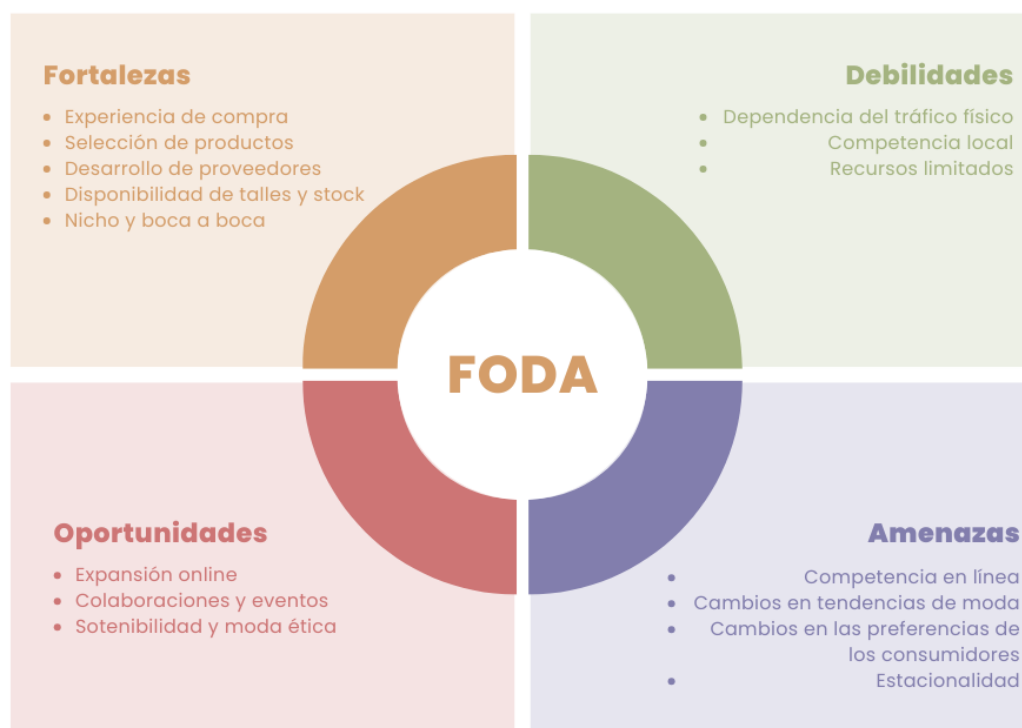 Fortalezas
• Experiencia de compra
• Selección de productos
• Desarrollo de proveedores
• Disponibilidad de talles y stock
• Nicho y boca a boca
Debilidades
• Dependencia del tráfico físico
• Competencia local
• Recursos limitados
FODA
Oportunidades
• Expansión online
• Colaboraciones y eventos
• Sotenibilidad y moda ética
Amenazas
• Competencia en línea
• Cambios en tendencias de moda
• Cambios en las preferencias de
los consumidores
• Estacionalidad